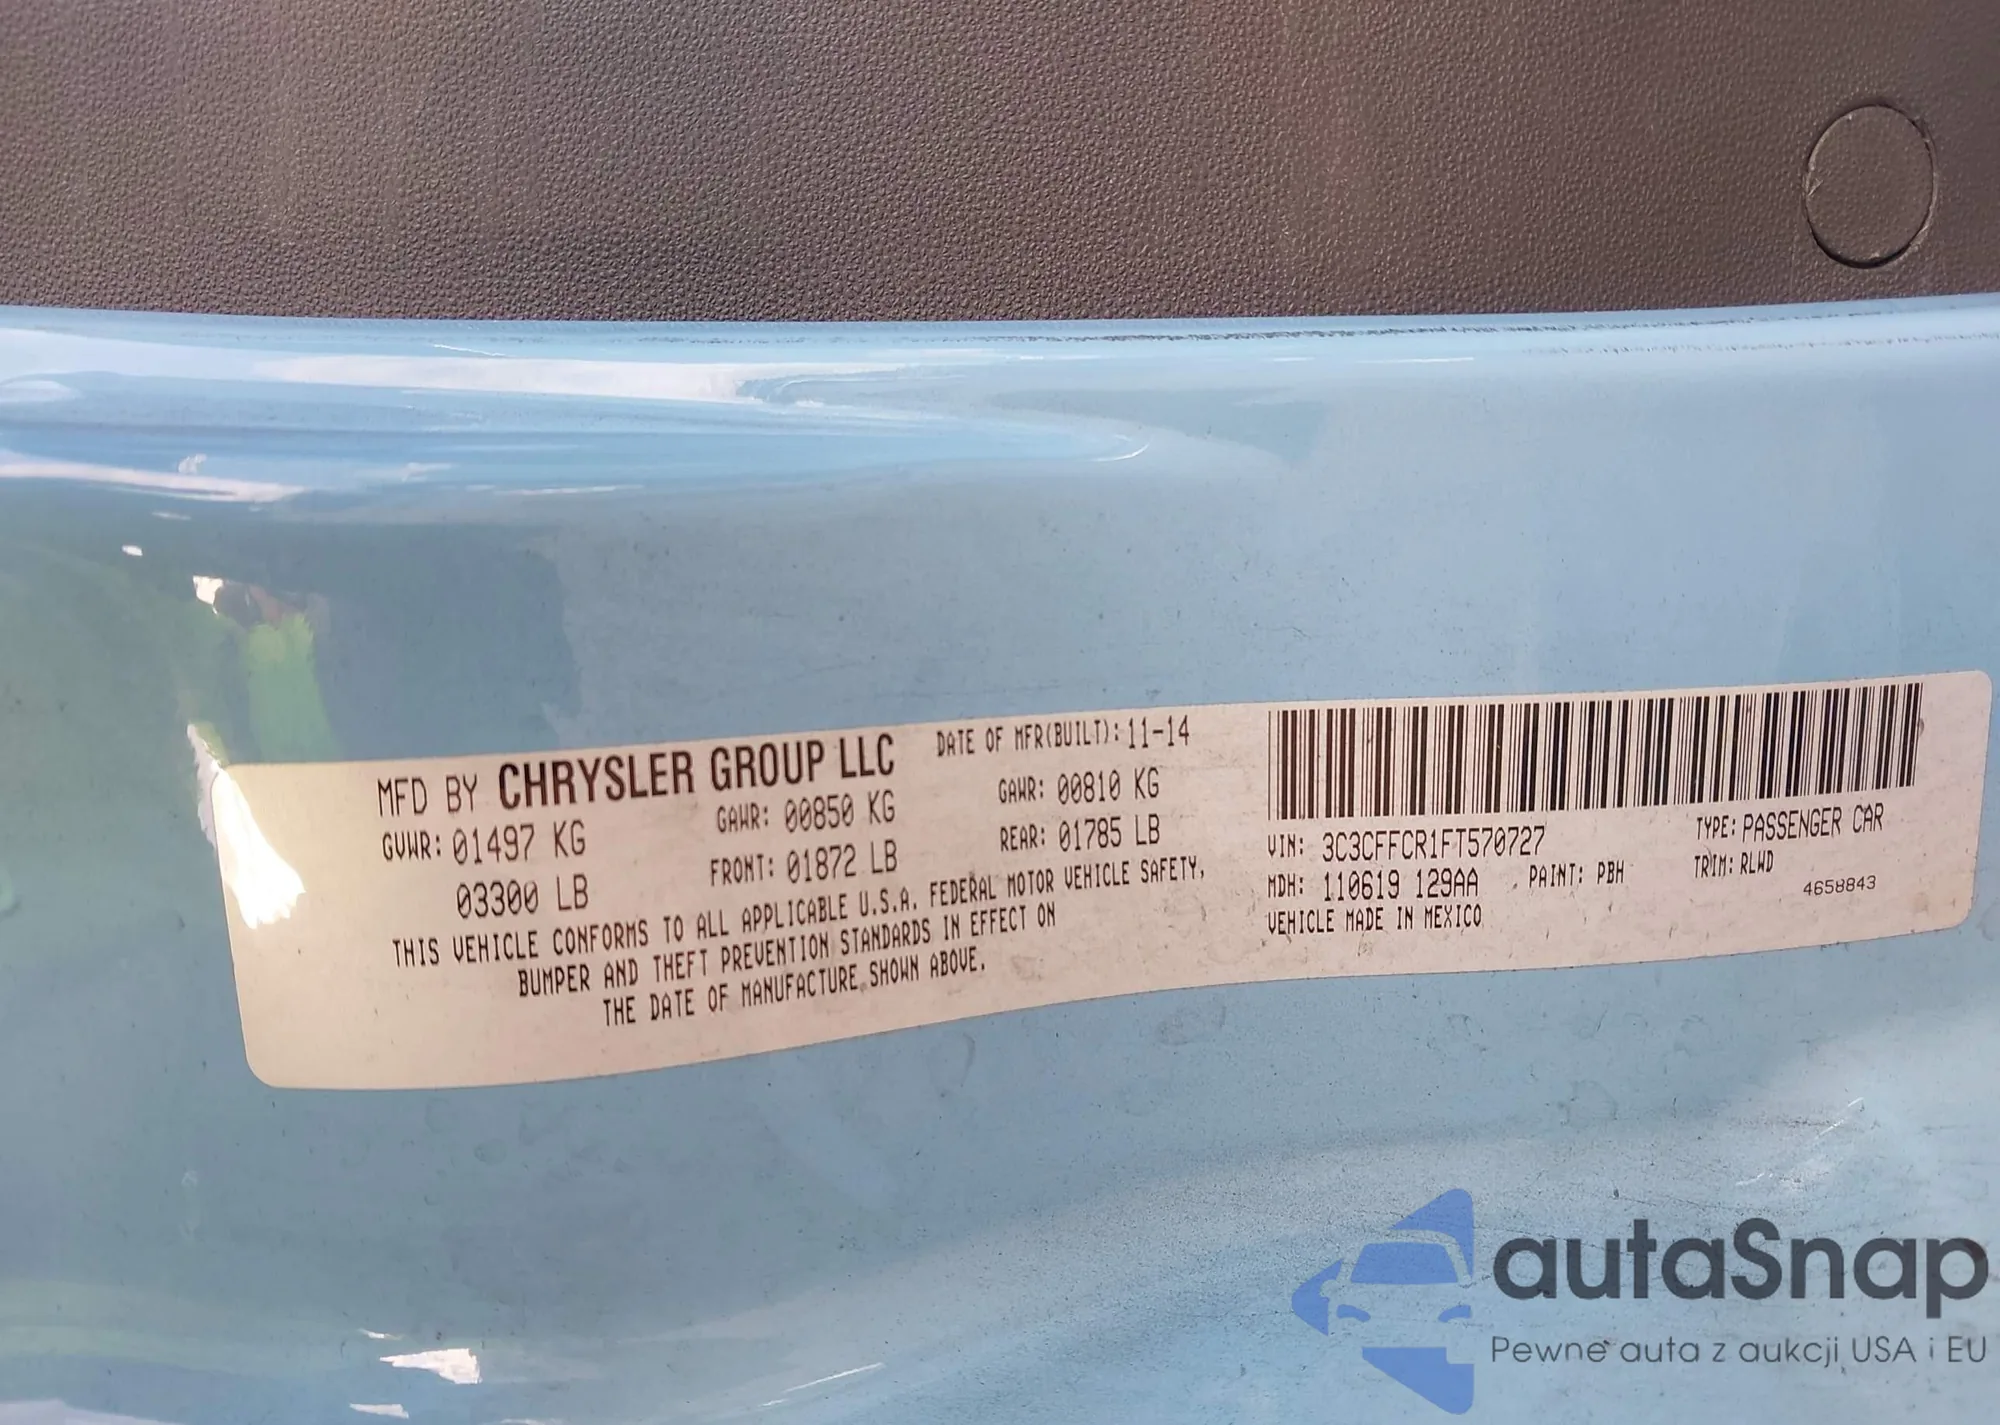 MFD BY CHRYSLER GROUP LLC
DATE OF MFR(BUILT): 11-14
GVWR: 01497 KG
GAWR: 00850 KG
GAWR: 00810 KG
03300 LB
FRONT: 01872 LB
REAR: 01785 LB
THIS VEHICLE CONFORMS TO ALL APPLICABLE U.S.A. FEDERAL MOTOR VEHICLE SAFETY,
BUMPER AND THEFT PREVENTION STANDARDS IN EFFECT ON
THE DATE OF MANUFACTURE SHOWN ABOVE.
VIN: 3C3CFFCR1FT570727
TYPE: PASSENGER CAR
MDH: 110619 129AA
PAINT: PBH
TRIM: RLWD
VEHICLE MADE IN MEXICO
4658843
autaSnap
Pewne auta z aukcji USA i EU